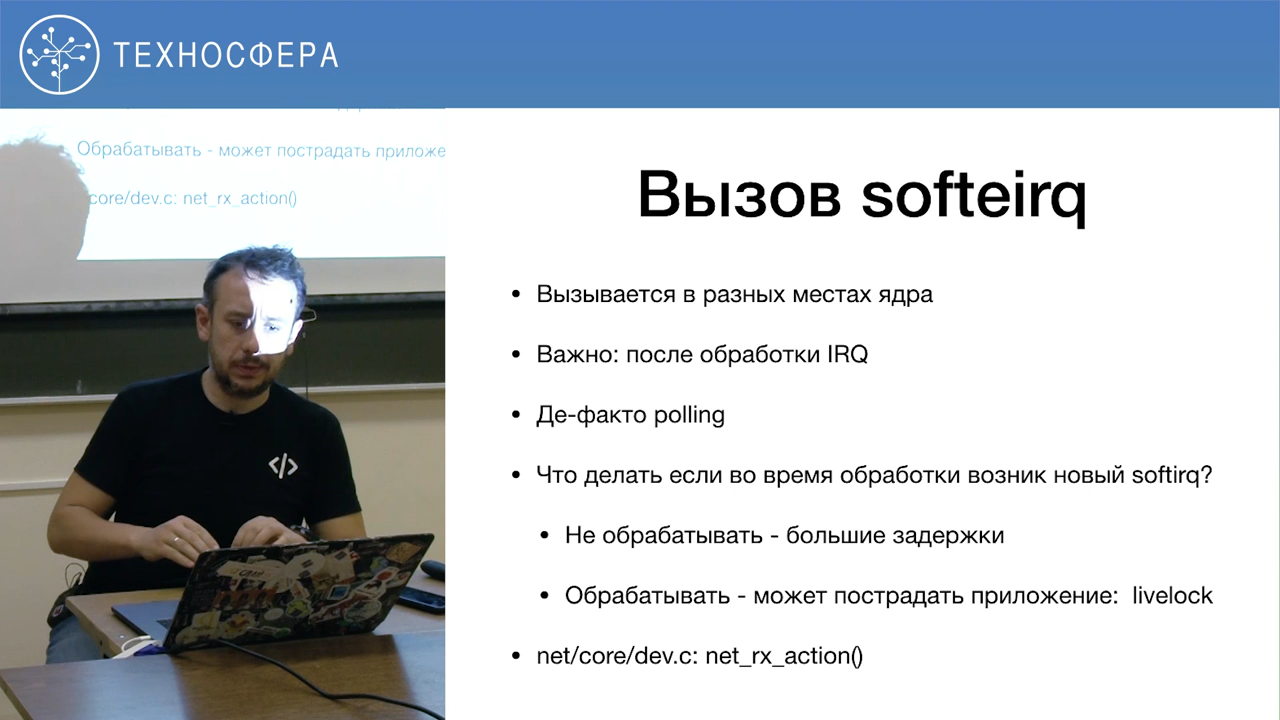 ТЕХНОСФЕРА
Обрабатывать - может пострадать приложе
core/dev.c: net_rx_action()
</>
Вызов softeirq
• Вызывается в разных местах ядра
• Важно: после обработки IRQ
• Де-факто polling
• Что делать если во время обработки возник новый softirq?
• Не обрабатывать - большие задержки
• Обрабатывать - может пострадать приложение: livelock
• net/core/dev.c: net_rx_action()